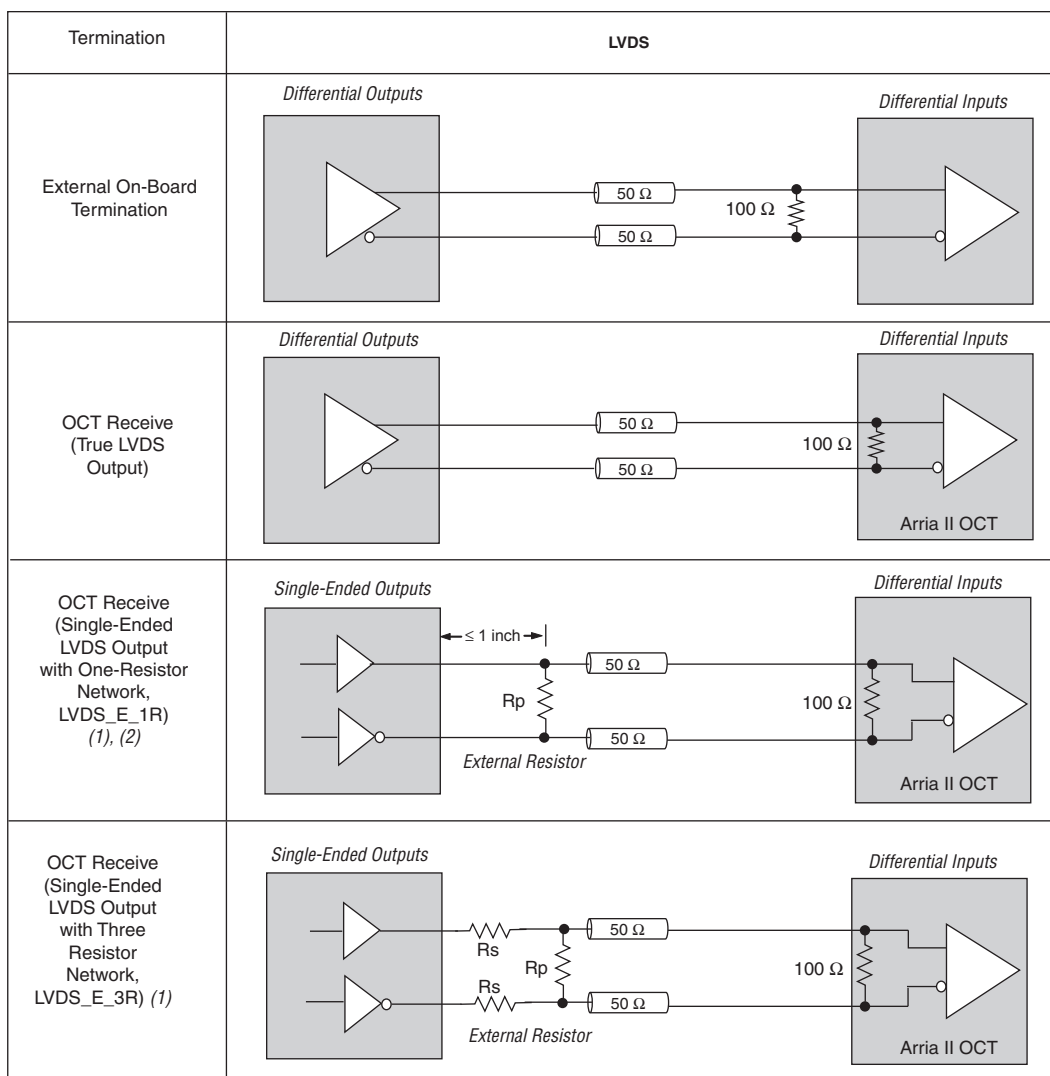 Termination
LVDS
External On-Board
Termination
Differential Outputs
Differential Inputs
50 Ω
50 Ω
100 Ω
OCT Receive
(True LVDS
Output)
Differential Outputs
Differential Inputs
50 Ω
50 Ω
100 Ω
Arria II OCT
OCT Receive
(Single-Ended
LVDS Output
with One-Resistor
Network,
LVDS_E_1R)
(1), (2)
Single-Ended Outputs
≤ 1 inch
Differential Inputs
50 Ω
Rp
50 Ω
External Resistor
100 Ω
Arria II OCT
OCT Receive
(Single-Ended
LVDS Output
with Three
Resistor
Network,
LVDS_E_3R) (1)
Single-Ended Outputs
Differential Inputs
Rs
50 Ω
Rp
Rs
50 Ω
External Resistor
100 Ω
Arria II OCT